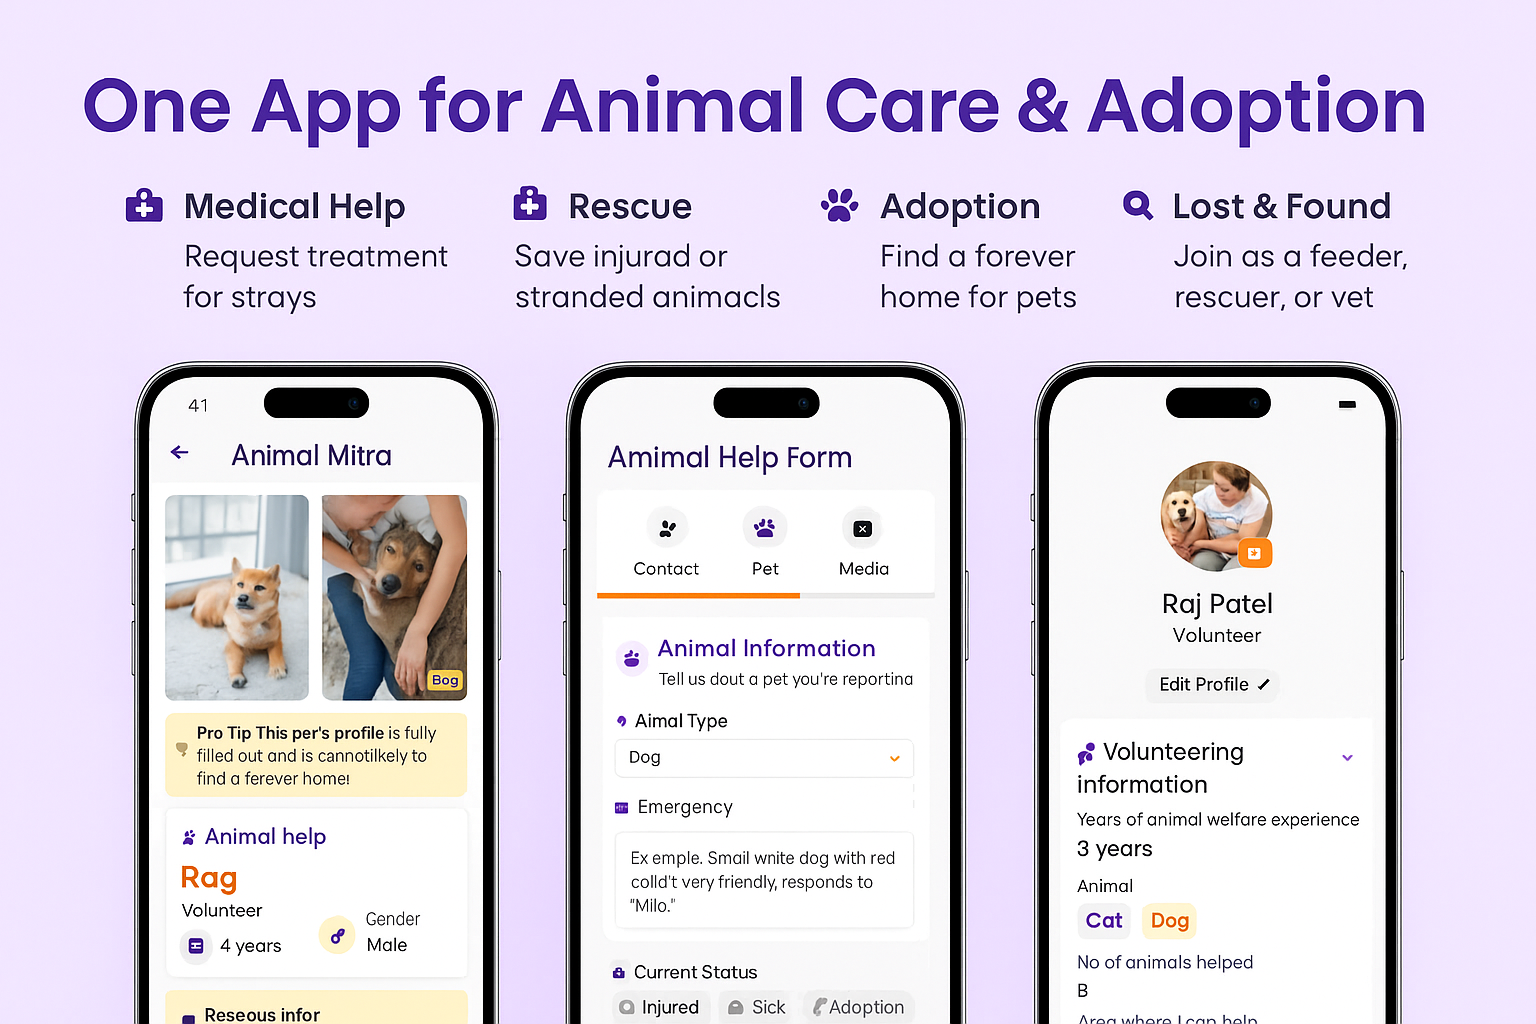 One App for Animal Care & Adoption
Medical Help
Request treatment
for strays
Rescue
Save injurad or
stranded animacls
Adoption
Find a forever
home for pets
Lost & Found
Join as a feeder,
rescuer, or vet
41
Animal Mitra
Bog
Pro Tip This per's profile is fully
filled out and is cannotilkely to
find a ferever home!
Animal help
Rag
Volunteer
4 years
Gender
Male
Reseous infor
Amimal Help Form
Contact
Pet
Media
Animal Information
Tell us dout a pet you're reportina
Aimal Type
Dog
Emergency
Ex emple. Smail wnite dog with red
colld't very friendly, responds to
"Milo."
Current Status
Injured
Sick
Adoption
Raj Patel
Volunteer
Edit Profile
Volunteering
information
Years of animal welfare experience
3 years
Animal
Cat
Dog
No of animals helped
B
Area where I can help